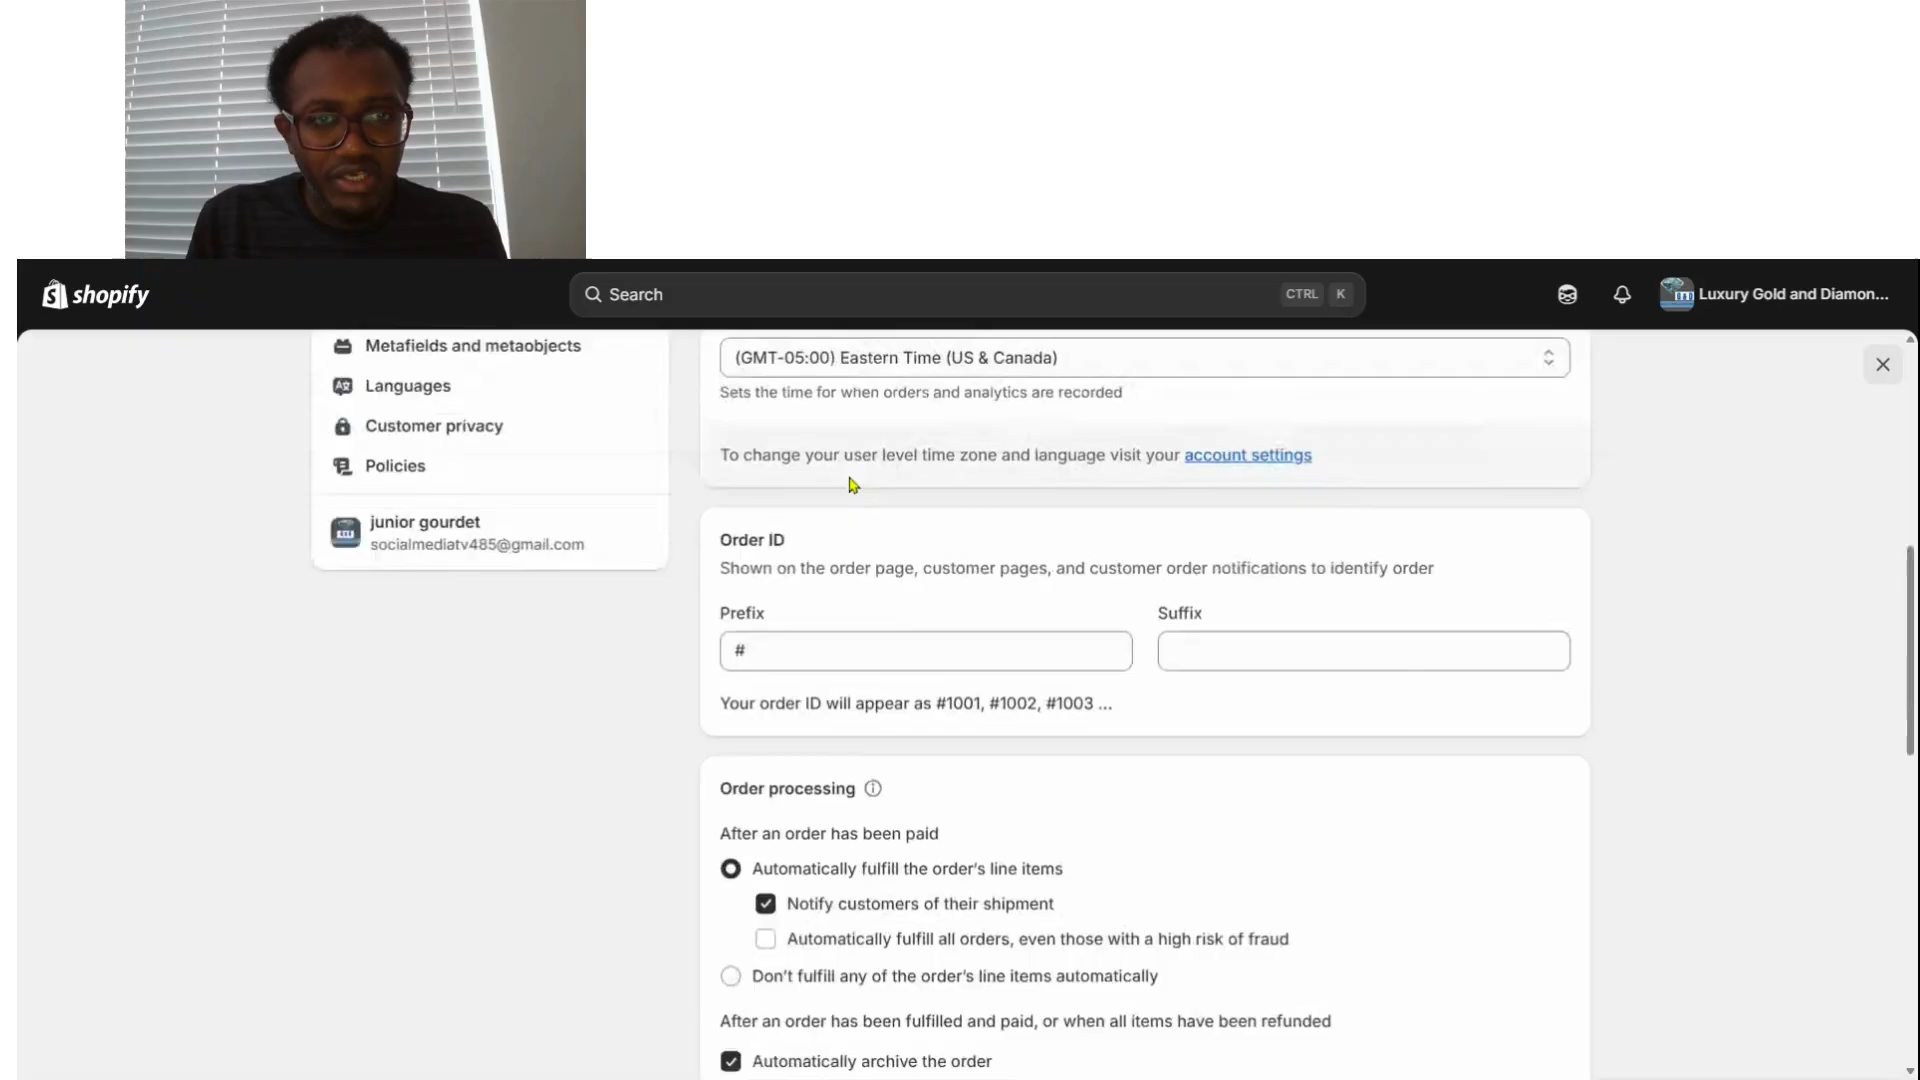 shopify
Search
CTRL K
Luxury Gold and Diamon...
Metafields and metaobjects
Languages
Customer privacy
Policies
junior gourdet
socialmediatv485@gmail.com
(GMT-05:00) Eastern Time (US & Canada)
Sets the time for when orders and analytics are recorded
To change your user level time zone and language visit your account settings
Order ID
Shown on the order page, customer pages, and customer order notifications to identify order
Prefix
Suffix
#
Your order ID will appear as #1001, #1002, #1003 ...
Order processing
After an order has been paid
Automatically fulfill the order's line items
Notify customers of their shipment
Automatically fulfill all orders, even those with a high risk of fraud
Don't fulfill any of the order's line items automatically
After an order has been fulfilled and paid, or when all items have been refunded
Automatically archive the order